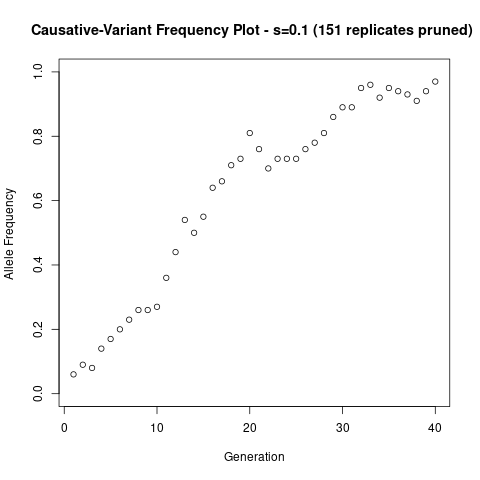 Causative-Variant Frequency Plot - s=0.1 (151 replicates pruned)
Allele Frequency
1.0
0.8
0.6
0.4
0.2
0.0
0 10 20 30 40
Generation